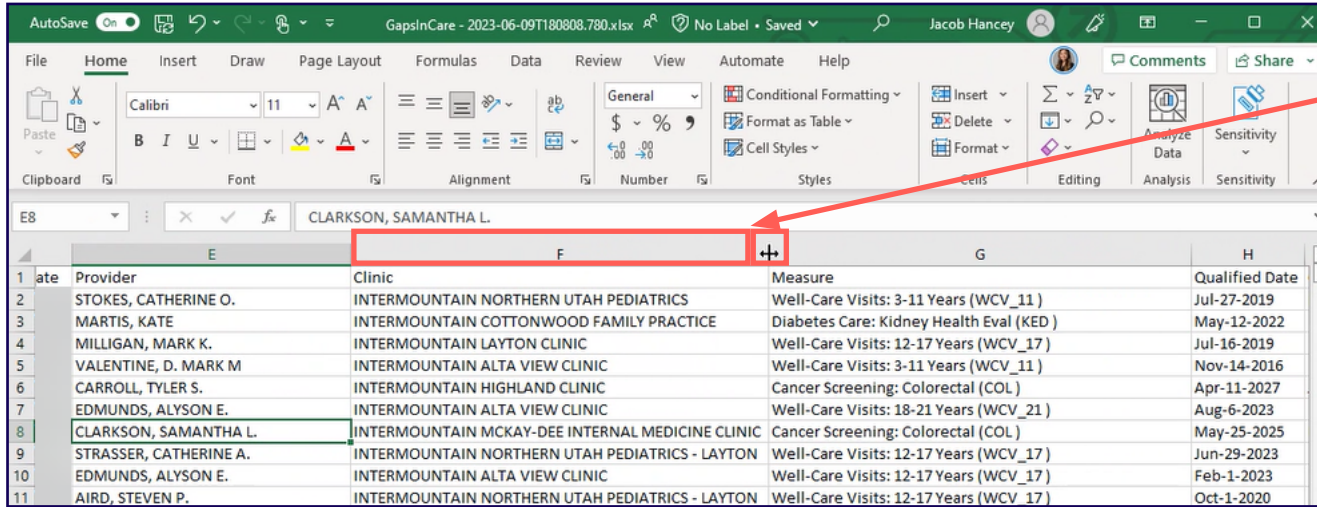 AutoSave On GapsInCare - 2023-06-09T180808.780.xlsx No Label • Saved Jacob Hancey
File Home Insert Draw Page Layout Formulas Data Review View Automate Help Comments Share
Paste Calibri 11 A^ A˅ ab General Conditional Formatting Insert Σ AZ Analyze Data Sensitivity
B I U A $ % 9 Format as Table Delete
.00 .0 Cell Styles Format
Clipboard Font Alignment Number Styles Cells Editing Analysis Sensitivity
E8 fx CLARKSON, SAMANTHA L.
E F G H
1 ate Provider Clinic Measure Qualified Date
2 STOKES, CATHERINE O. INTERMOUNTAIN NORTHERN UTAH PEDIATRICS Well-Care Visits: 3-11 Years (WCV_11 ) Jul-27-2019
3 MARTIS, KATE INTERMOUNTAIN COTTONWOOD FAMILY PRACTICE Diabetes Care: Kidney Health Eval (KED ) May-12-2022
4 MILLIGAN, MARK K. INTERMOUNTAIN LAYTON CLINIC Well-Care Visits: 12-17 Years (WCV_17 ) Jul-16-2019
5 VALENTINE, D. MARK M INTERMOUNTAIN ALTA VIEW CLINIC Well-Care Visits: 3-11 Years (WCV_11 ) Nov-14-2016
6 CARROLL, TYLER S. INTERMOUNTAIN HIGHLAND CLINIC Cancer Screening: Colorectal (COL ) Apr-11-2027
7 EDMUNDS, ALYSON E. INTERMOUNTAIN ALTA VIEW CLINIC Well-Care Visits: 18-21 Years (WCV_21 ) Aug-6-2023
8 CLARKSON, SAMANTHA L. INTERMOUNTAIN MCKAY-DEE INTERNAL MEDICINE CLINIC Cancer Screening: Colorectal (COL ) May-25-2025
9 STRASSER, CATHERINE A. INTERMOUNTAIN NORTHERN UTAH PEDIATRICS - LAYTON Well-Care Visits: 12-17 Years (WCV_17 ) Jun-29-2023
10 EDMUNDS, ALYSON E. INTERMOUNTAIN ALTA VIEW CLINIC Well-Care Visits: 12-17 Years (WCV_17 ) Feb-1-2023
11 AIRD, STEVEN P. INTERMOUNTAIN NORTHERN UTAH PEDIATRICS - LAYTON Well-Care Visits: 12-17 Years (WCV_17 ) Oct-1-2020